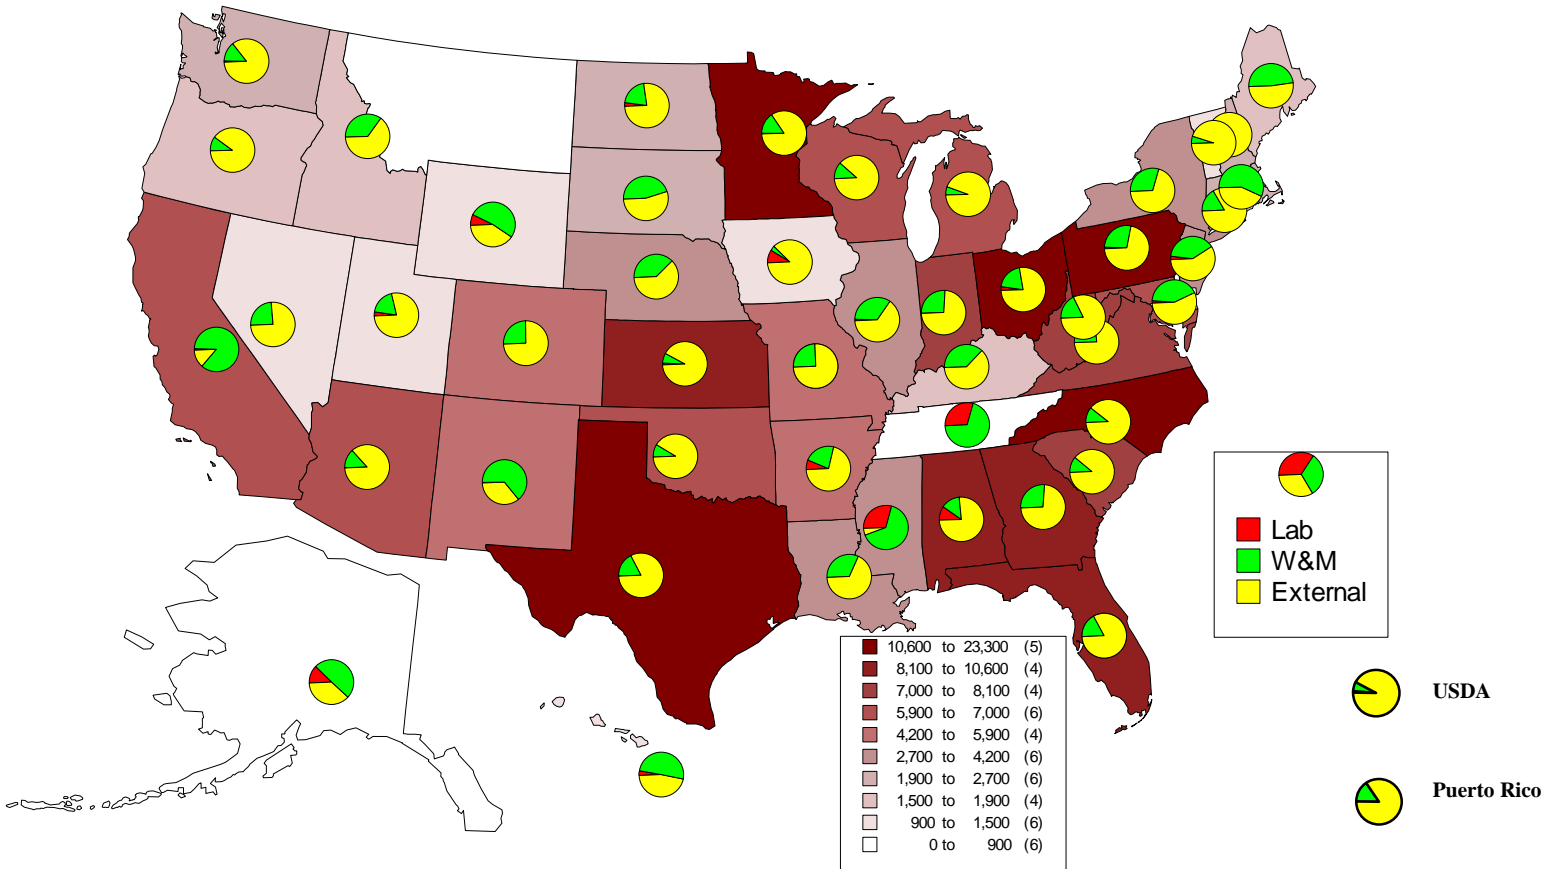 Lab
W&M
External
10,600 to 23,300 (5)
8,100 to 10,600 (4)
7,000 to 8,100 (4)
5,900 to 7,000 (6)
4,200 to 5,900 (4)
2,700 to 4,200 (6)
1,900 to 2,700 (6)
1,500 to 1,900 (4)
900 to 1,500 (6)
0 to 900 (6)
USDA
Puerto Rico